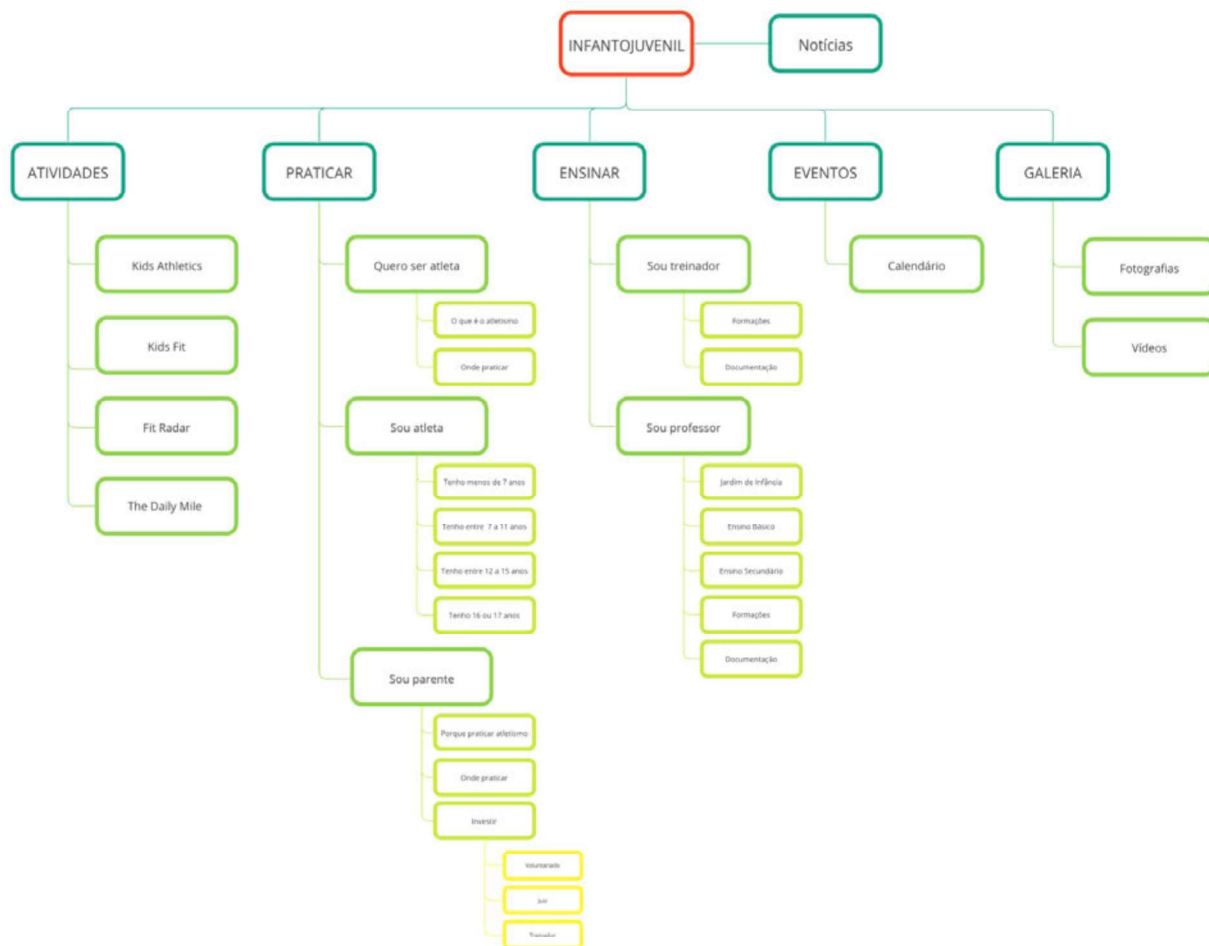 INFANTOJUVENIL
Notícias
ATIVIDADES
Kids Athletics
Kids Fit
Fit Radar
The Daily Mile
PRATICAR
Quero ser atleta
O que é o atletismo
Onde praticar
Sou atleta
Tenho menos de 7 anos
Tenho entre 7 a 11 anos
Tenho entre 12 a 15 anos
Tenho 16 ou 17 anos
Sou parente
Porque praticar atletismo
Onde praticar
Investir
Voluntariado
Juiz
Treinador
ENSINAR
Sou treinador
Formações
Documentação
Sou professor
Jardim de Infância
Ensino Básico
Ensino Secundário
Formações
Documentação
EVENTOS
Calendário
GALERIA
Fotografias
Vídeos